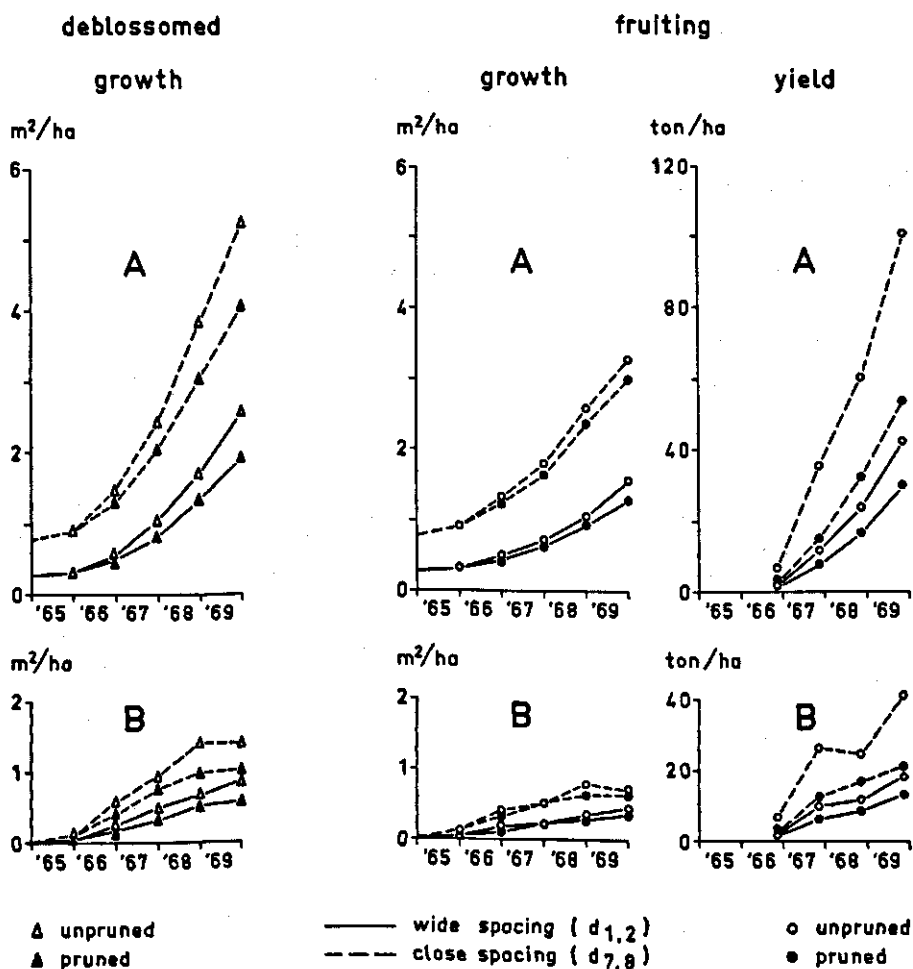 deblossomed fruiting
growth growth yield
m²/ha m²/ha ton/ha
6 6 120
A A A
4 4 80
2 2 40
0 0 0
'65 '66 '67 '68 '69 '65 '66 '67 '68 '69 '65 '66 '67 '68 '69
m²/ha m²/ha ton/ha
2 2 40
B B B
1 1 20
0 0 0
'65 '66 '67 '68 '69 '65 '66 '67 '68 '69 '65 '66 '67 '68 '69
unpruned wide spacing ( d1,2) unpruned
pruned close spacing ( d7,8) pruned